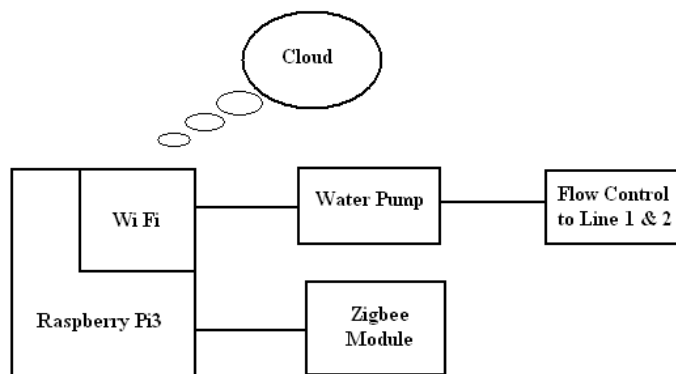 Cloud
Wi Fi
Raspberry Pi3
Water Pump
Flow Control
to Line 1 & 2
Zigbee
Module